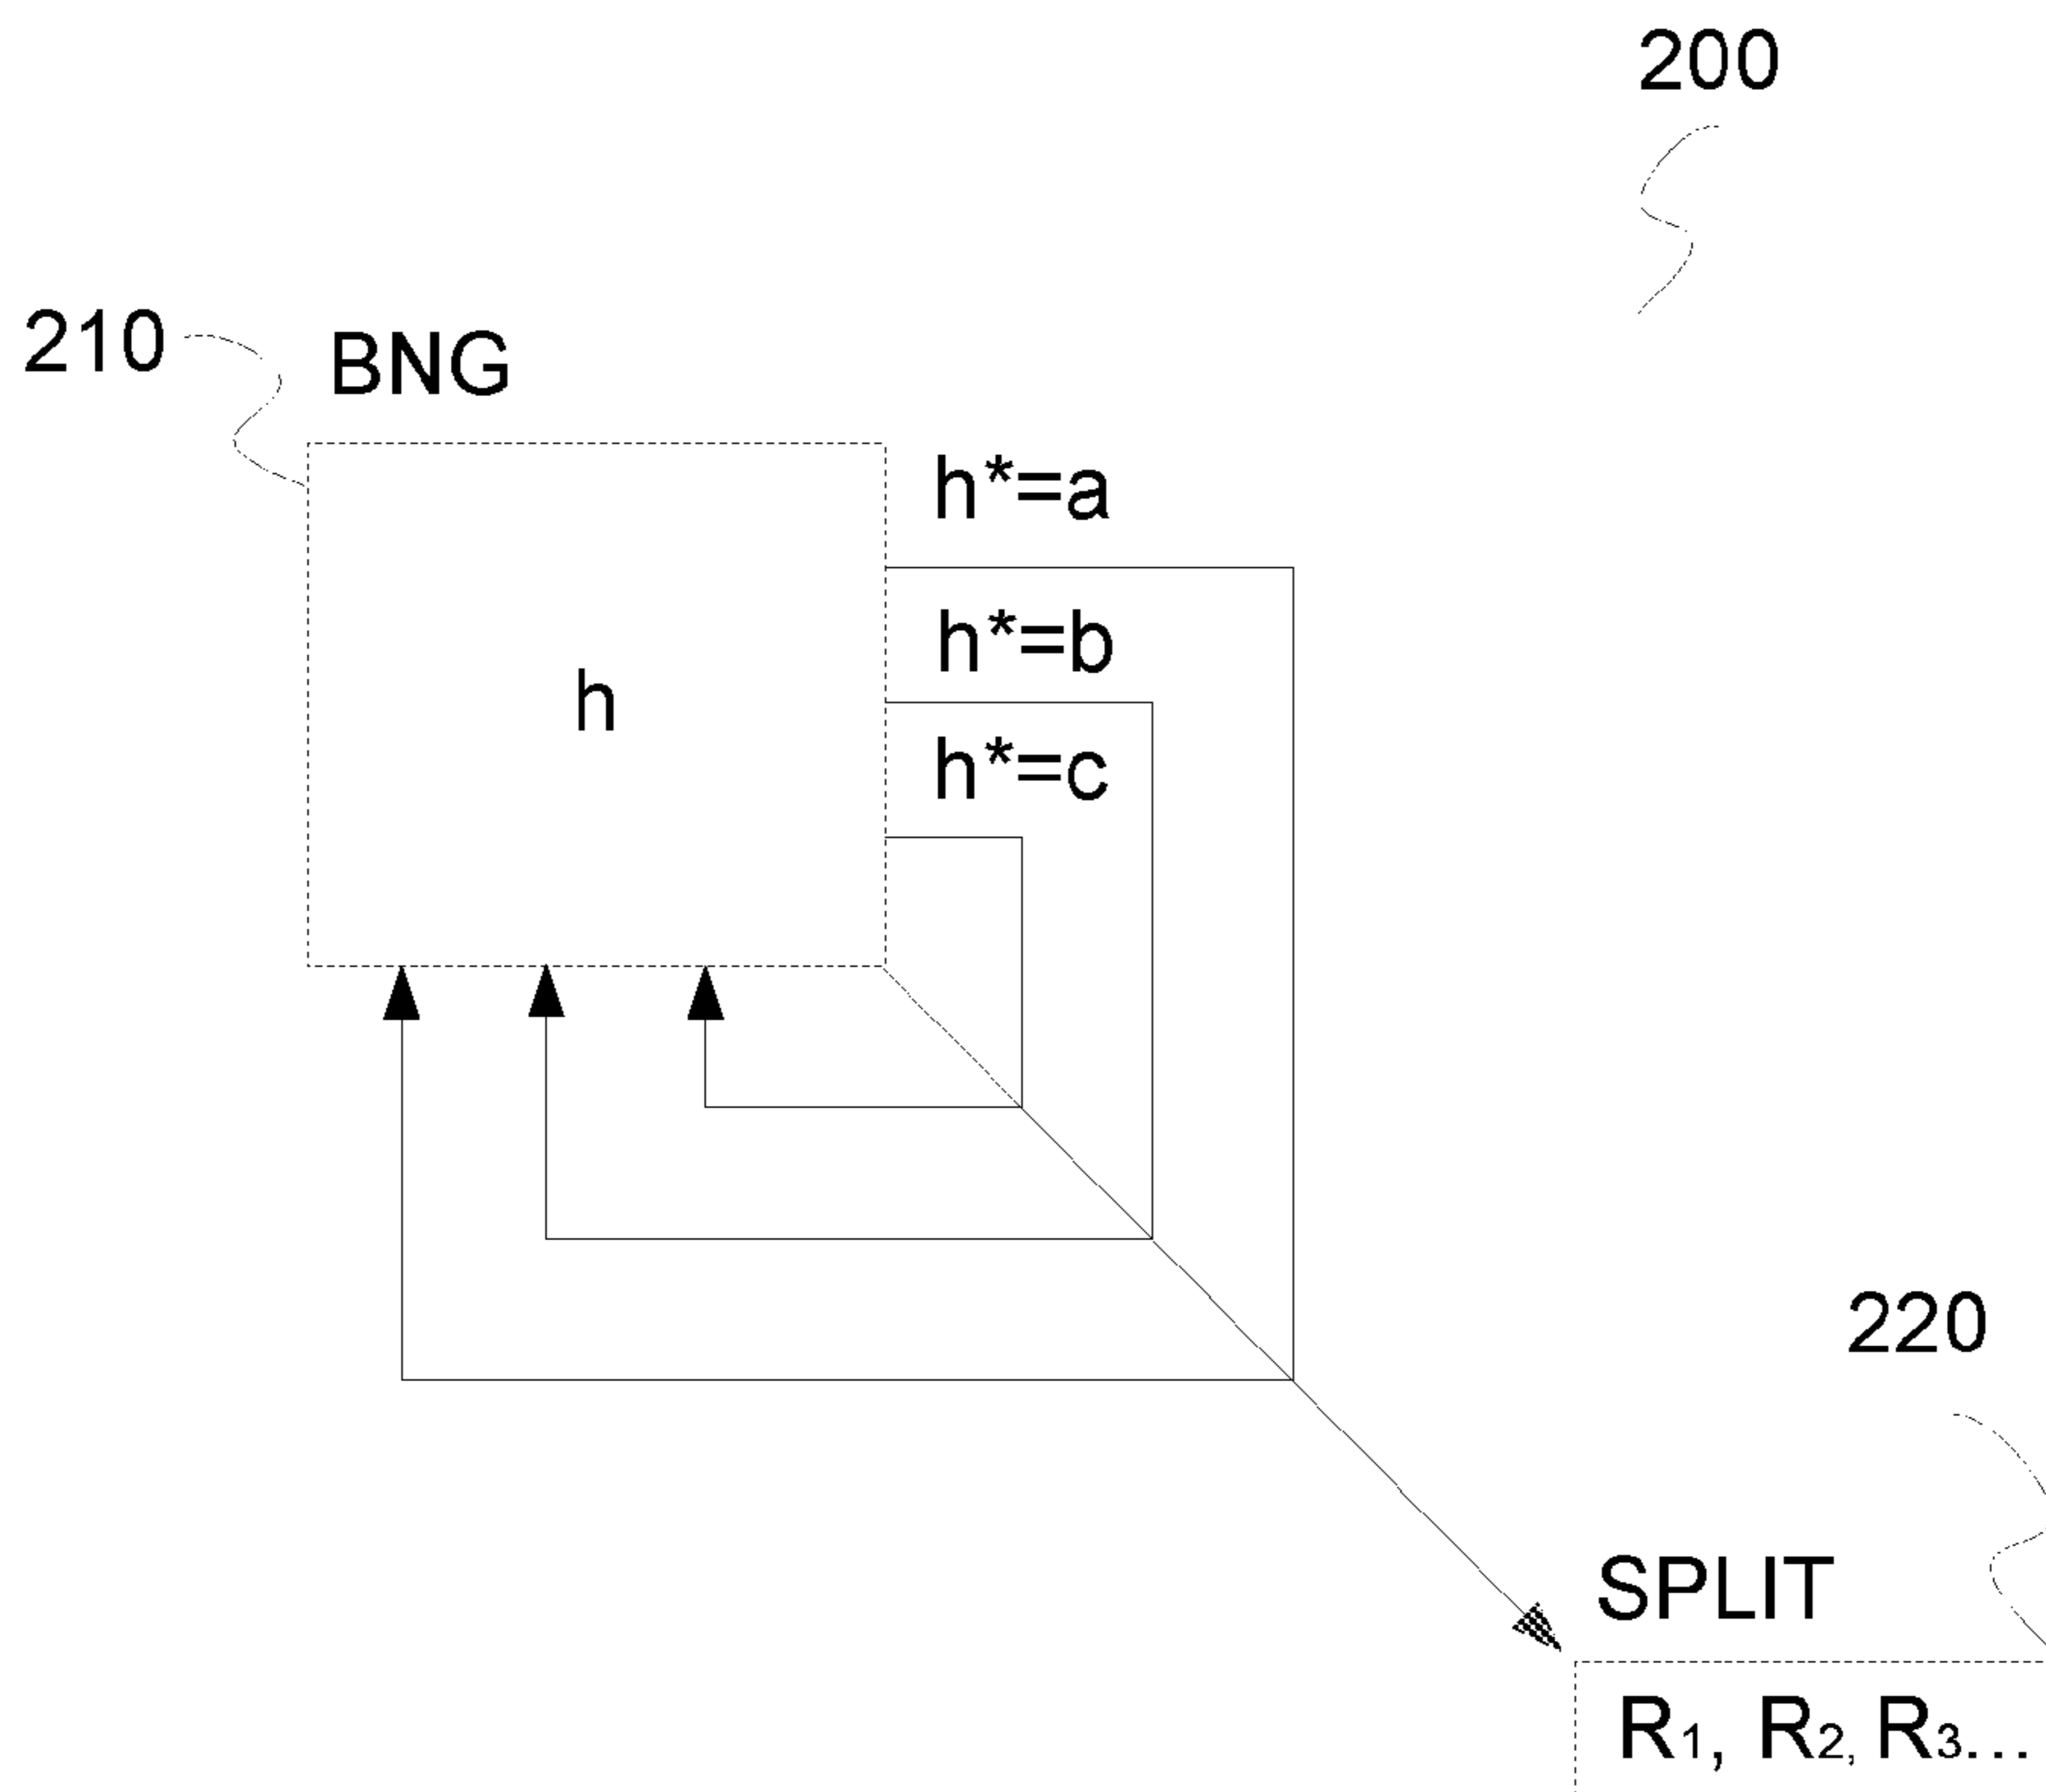 200
210
BNG
h*=a
h*=b
h
h*=c
220
SPLIT
R1, R2, R3...